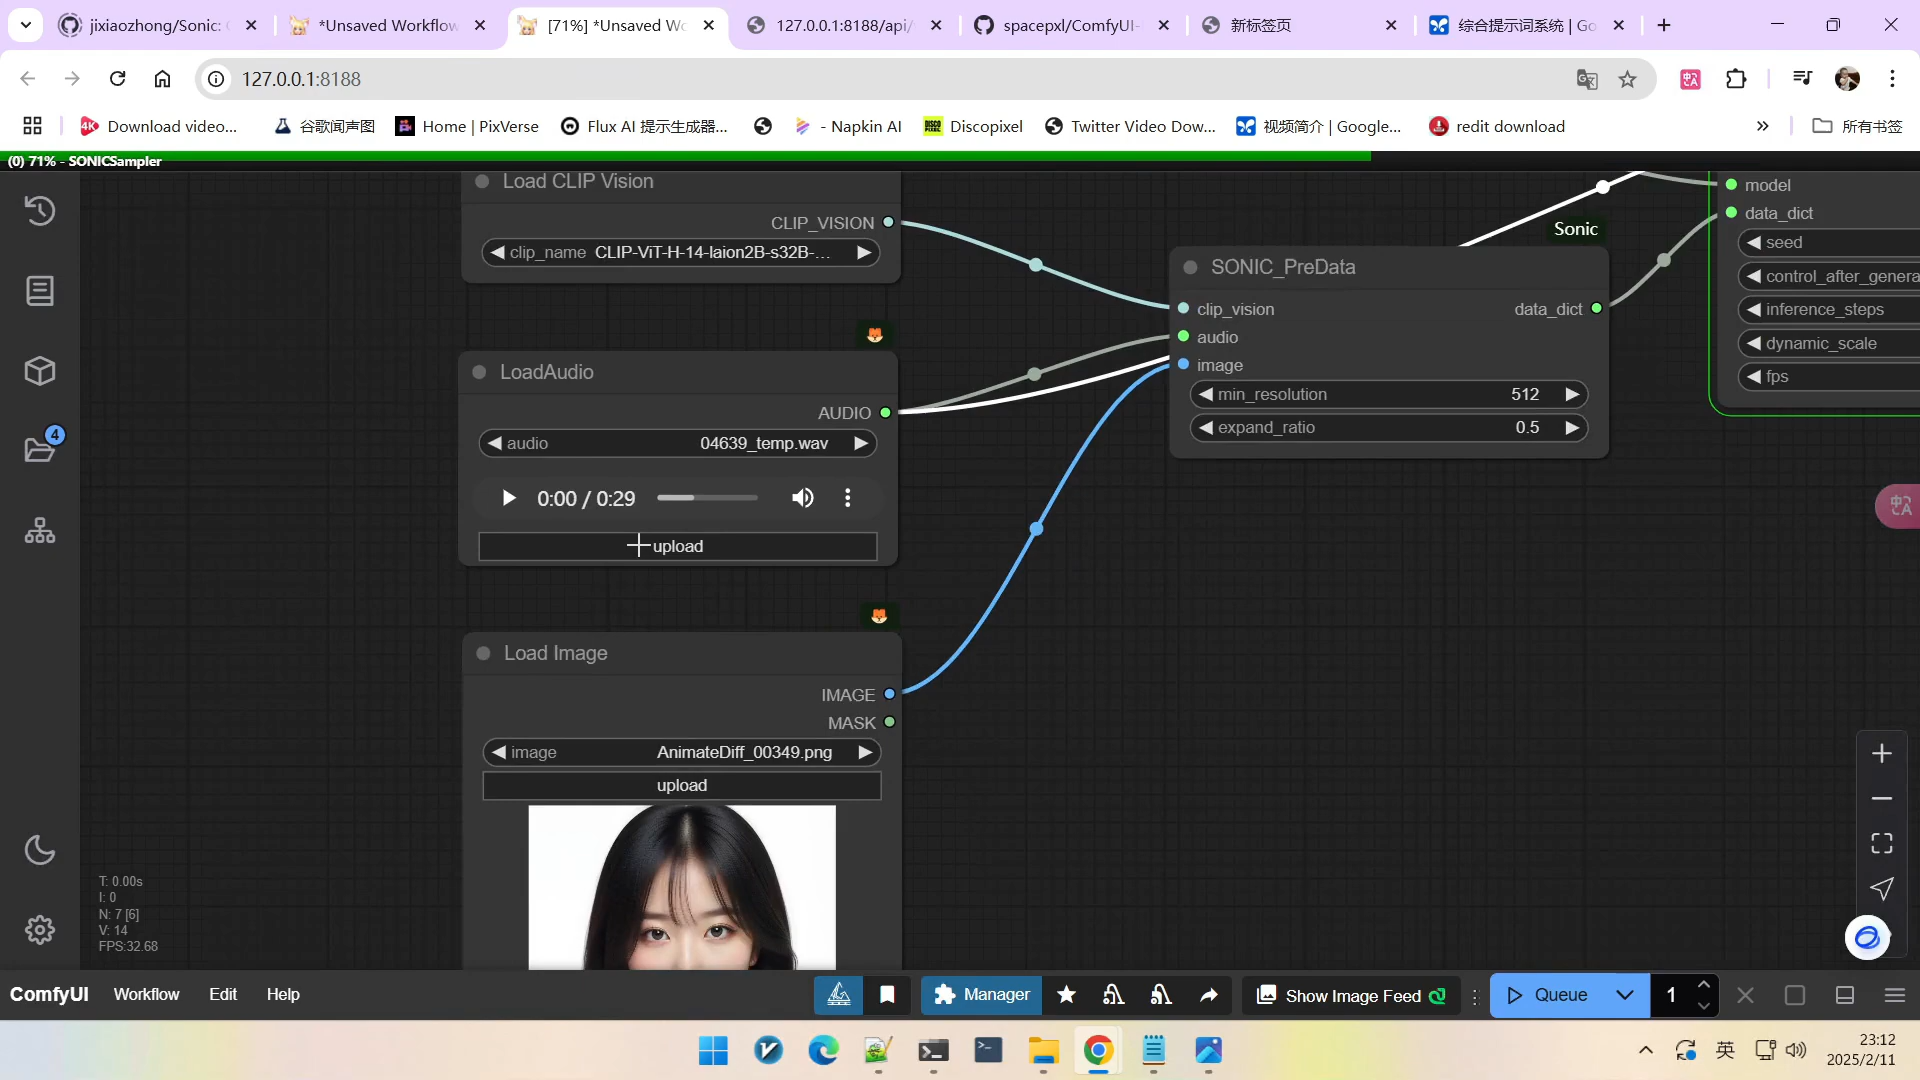 jixiaozhong/Sonic:
*Unsaved Workflow
[71%] *Unsaved Wo
127.0.0.1:8188/api/
spacepxl/ComfyUI-
新标签页
综合提示词系统 | Go
127.0.0.1:8188
4K
Download video...
谷歌闻声图
Home | PixVerse
Flux AI 提示生成器...
- Napkin AI
Discopixel
Twitter Video Dow...
视频简介 | Google...
redit download
所有书签
(0) 71% - SONICSampler
Load CLIP Vision
CLIP_VISION
clip_name CLIP-ViT-H-14-laion2B-s32B-...
LoadAudio
AUDIO
audio 04639_temp.wav
0:00 / 0:29
upload
Load Image
IMAGE
MASK
image AnimateDiff_00349.png
upload
Sonic
SONIC_PreData
clip_vision
data_dict
audio
image
min_resolution 512
expand_ratio 0.5
model
data_dict
seed
control_after_genera
inference_steps
dynamic_scale
fps
4
T: 0.00s
I: 0
N: 7 [6]
V: 14
FPS:32.68
ComfyUI
Workflow
Edit
Help
Manager
Show Image Feed
Queue
1
英
23:12
2025/2/11